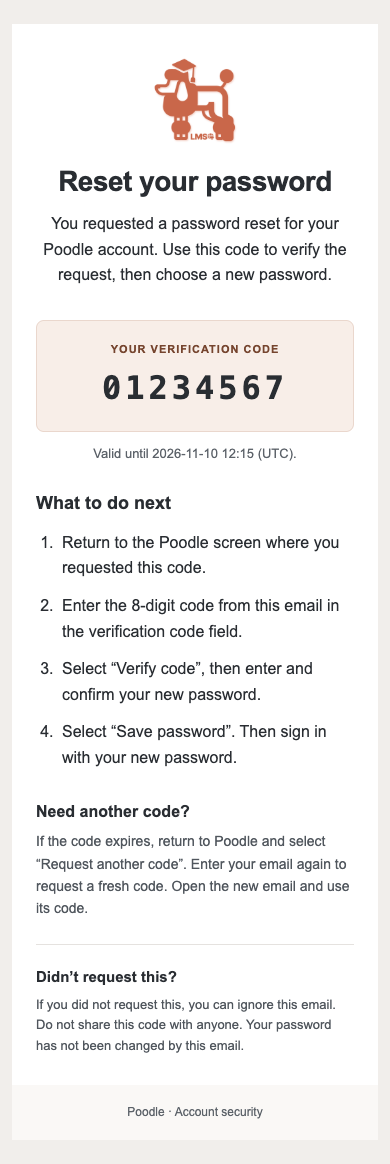 LMS
Reset your password
You requested a password reset for your
Poodle account. Use this code to verify the
request, then choose a new password.
YOUR VERIFICATION CODE
01234567
Valid until 2026-11-10 12:15 (UTC).
What to do next
1. Return to the Poodle screen where you
requested this code.
2. Enter the 8-digit code from this email in
the verification code field.
3. Select “Verify code”, then enter and
confirm your new password.
4. Select “Save password”. Then sign in
with your new password.
Need another code?
If the code expires, return to Poodle and select
“Request another code”. Enter your email again to
request a fresh code. Open the new email and use
its code.
Didn’t request this?
If you did not request this, you can ignore this email.
Do not share this code with anyone. Your password
has not been changed by this email.
Poodle · Account security